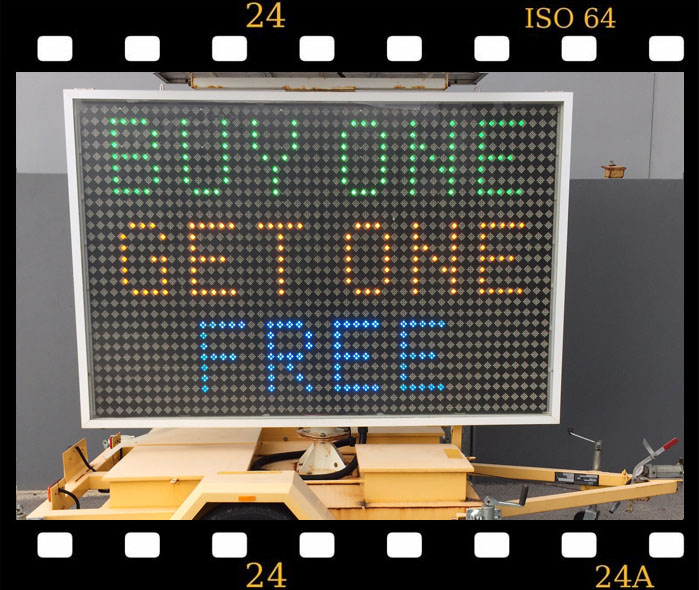 24 ISO 64
BUY ONE
GET ONE
FREE
24 24A